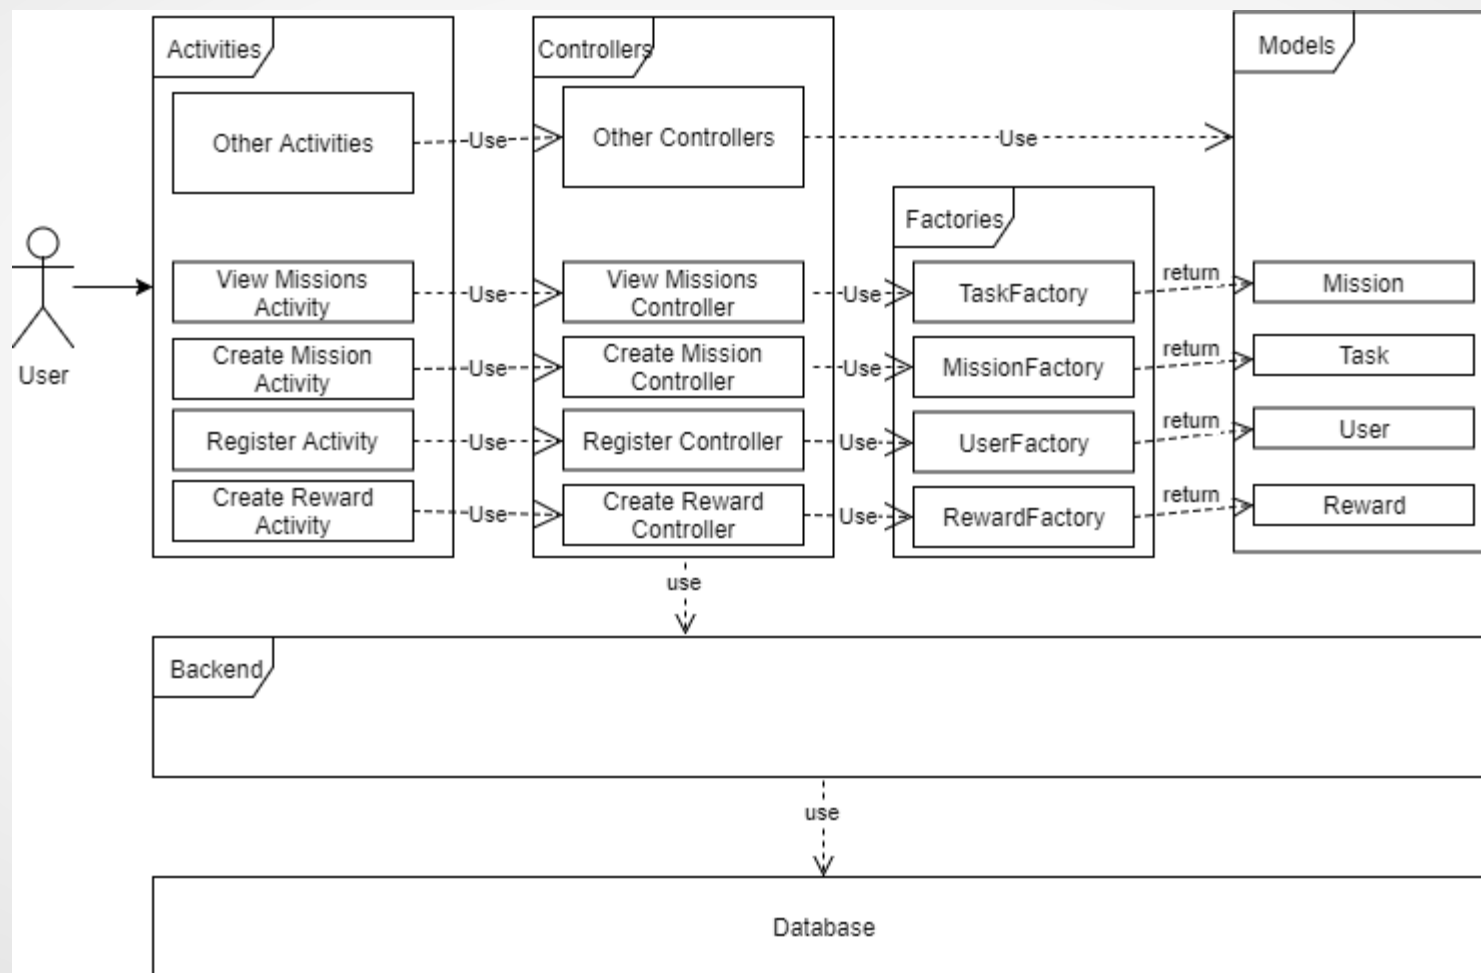 Activities
Controllers
Models
Other Activities
Use
Other Controllers
Use
Factories
View Missions
Activity
Use
View Missions
Controller
Use
TaskFactory
return
Mission
Create Mission
Activity
Use
Create Mission
Controller
Use
MissionFactory
return
Task
User
Register Activity
Use
Register Controller
Use
UserFactory
return
User
Create Reward
Activity
Use
Create Reward
Controller
Use
RewardFactory
return
Reward
use
Backend
use
Database